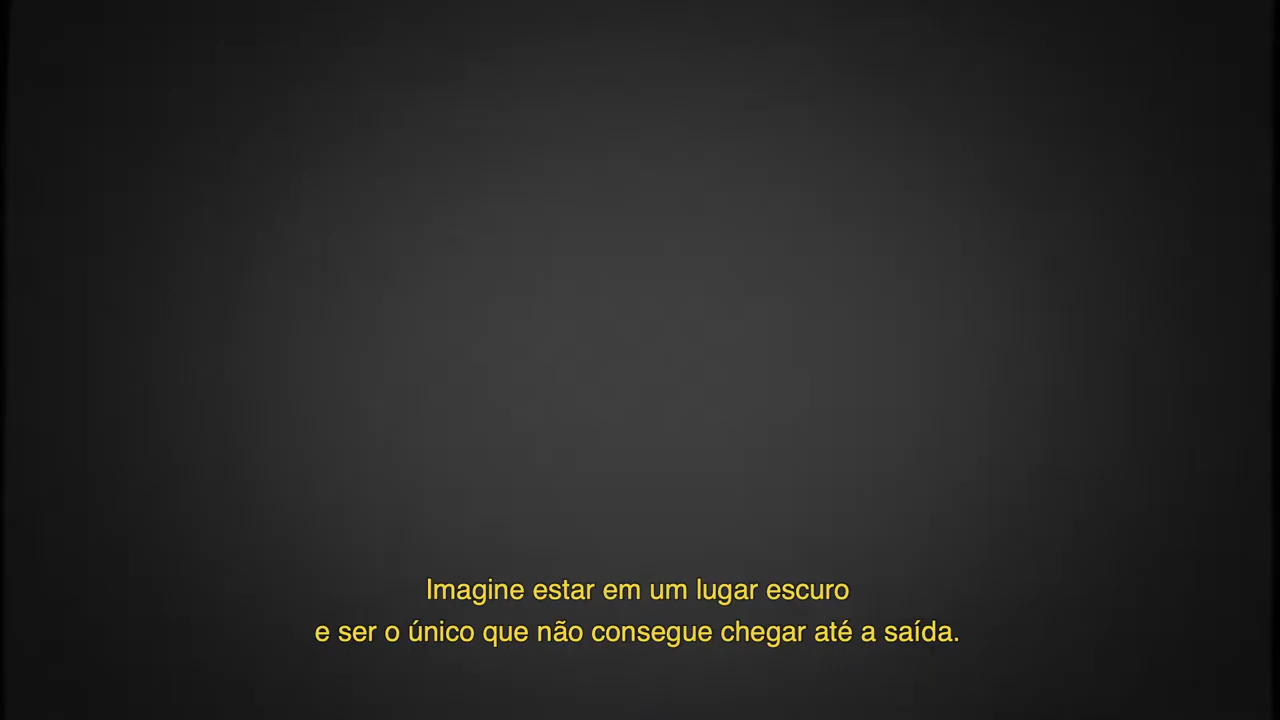 Imagine estar em um lugar escuro
e ser o único que não consegue chegar até a saída.